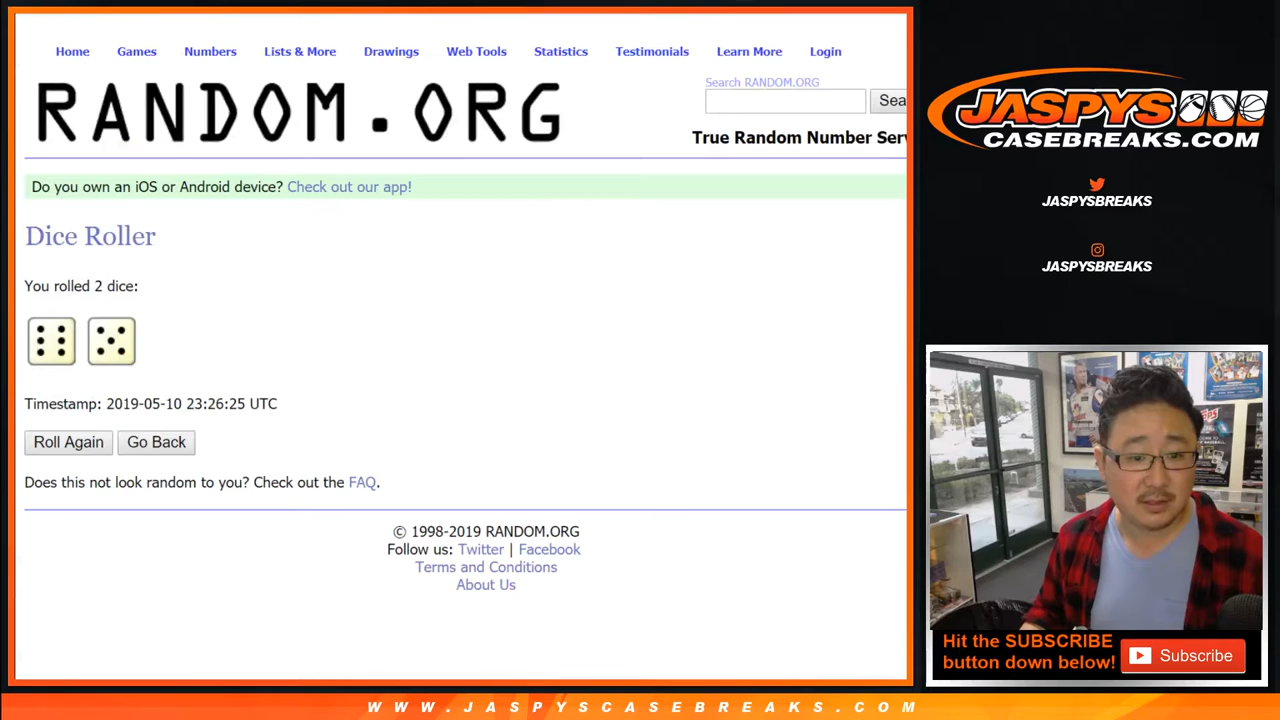 Home Games Numbers Lists & More Drawings Web Tools Statistics Testimonials Learn More Login
RANDOM.ORG
Search RANDOM.ORG
Sea
True Random Number Serv
Do you own an iOS or Android device? Check out our app!
Dice Roller
You rolled 2 dice:
Timestamp: 2019-05-10 23:26:25 UTC
Roll Again Go Back
Does this not look random to you? Check out the FAQ.
© 1998-2019 RANDOM.ORG
Follow us: Twitter | Facebook
Terms and Conditions
About Us
JASPYS
CASEBREAKS.COM
JASPYSBREAKS
JASPYSBREAKS
Hit the SUBSCRIBE
button down below!
Subscribe
WWW.JASPYSCASEBREAKS.COM